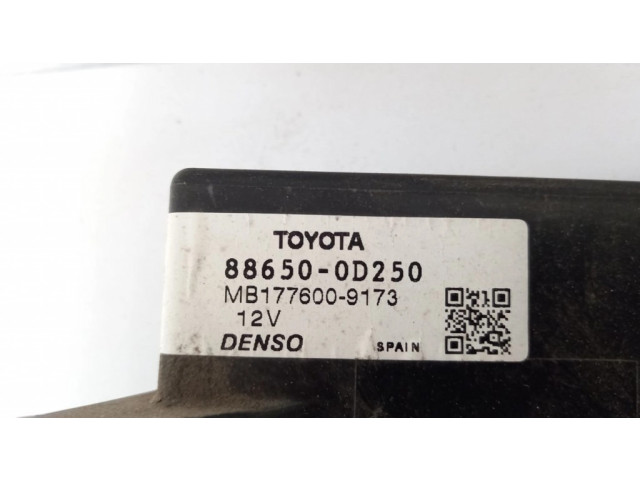 TOYOTA
88650-0D250
MB177600-9173
12V
DENSO SPAIN